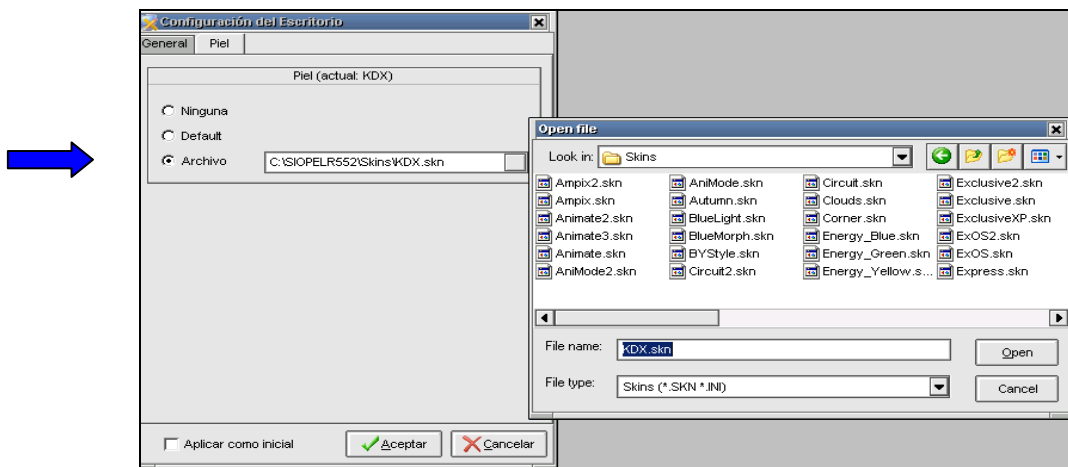 Configuración del Escritorio
General Piel
Piel (actual: KDX)
Ninguna
Default
Archivo C:\SIOPELR552\Skins\KDX.skn
Aplicar como inicial Aceptar Cancelar
Open file
Look in: Skins
Ampix2.skn AniMode.skn Circuit.skn Exclusive2.skn
Ampix.skn Autumn.skn Clouds.skn Exclusive.skn
Animate2.skn BlueLight.skn Corner.skn ExclusiveXP.skn
Animate3.skn BlueMorph.skn Energy_Blue.skn ExOS2.skn
Animate.skn BYStyle.skn Energy_Green.skn ExOS.skn
AniMode2.skn Circuit2.skn Energy_Yellow.s... Express.skn
File name: KDX.skn Open
File type: Skins (*.SKN *.INI) Cancel